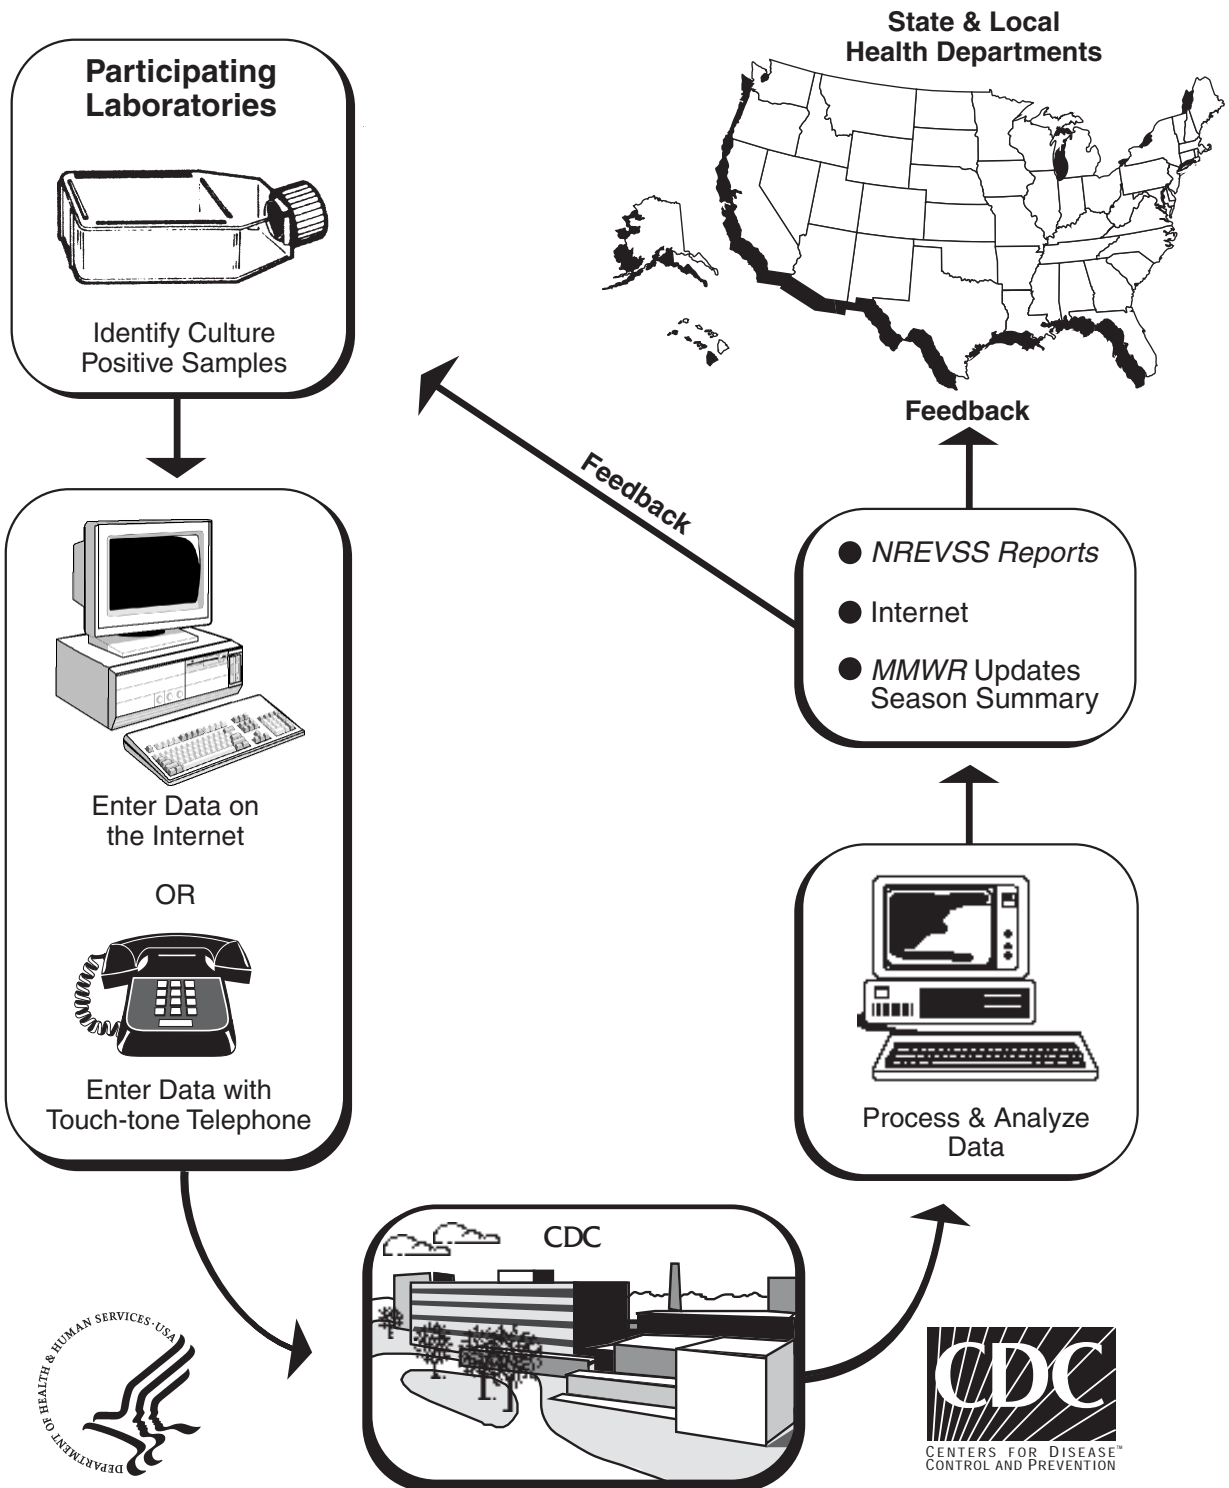 State & Local
Health Departments
Participating
Laboratories
Identify Culture
Positive Samples
Feedback
Feedback
● NREVSS Reports
● Internet
● MMWR Updates
Season Summary
Enter Data on
the Internet
OR
Enter Data with
Touch-tone Telephone
Process & Analyze
Data
CDC
DEPARTMENT OF HEALTH & HUMAN SERVICES·USA
CDC
CENTERS FOR DISEASE™
CONTROL AND PREVENTION